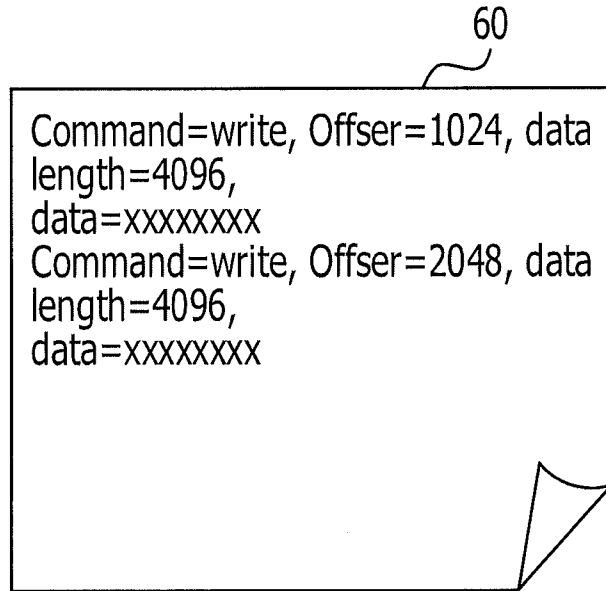 60
Command=write, Offser=1024, data
length=4096,
data=xxxxxxxx
Command=write, Offser=2048, data
length=4096,
data=xxxxxxxx